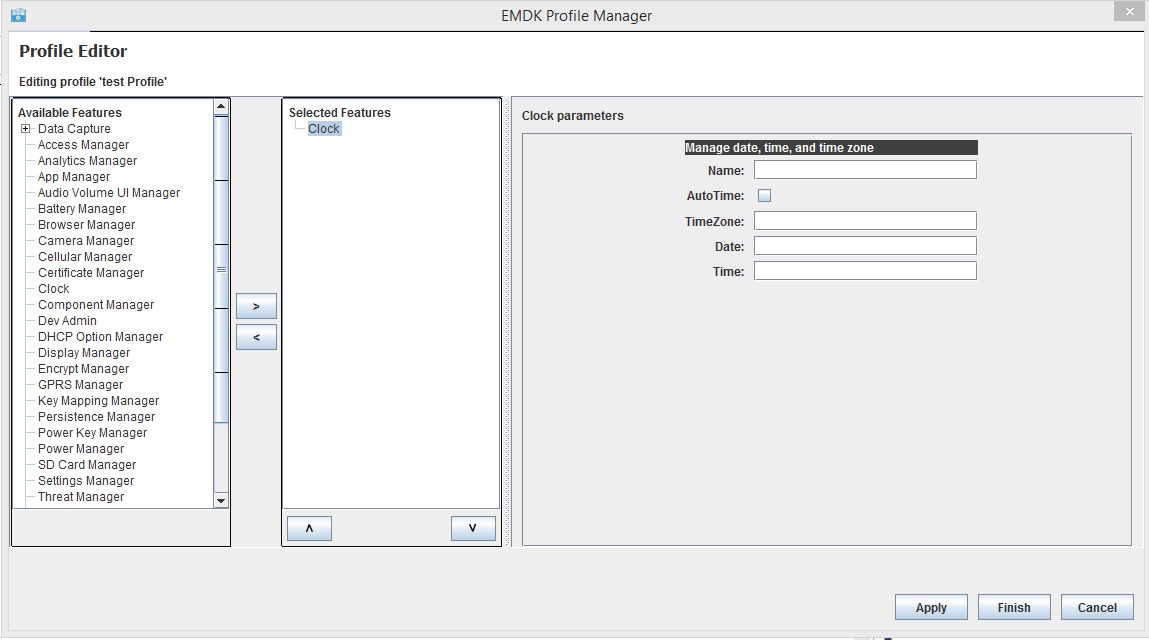 EMDK Profile Manager
Profile Editor
Editing profile 'test Profile'
Available Features
Data Capture
Access Manager
Analytics Manager
App Manager
Audio Volume UI Manager
Battery Manager
Browser Manager
Camera Manager
Cellular Manager
Certificate Manager
Clock
Component Manager
Dev Admin
DHCP Option Manager
Display Manager
Encrypt Manager
GPRS Manager
Key Mapping Manager
Persistence Manager
Power Key Manager
Power Manager
SD Card Manager
Settings Manager
Threat Manager
>
<
Selected Features
Clock
Clock parameters
Manage date, time, and time zone
Name:
AutoTime:
TimeZone:
Date:
Time:
Apply
Finish
Cancel